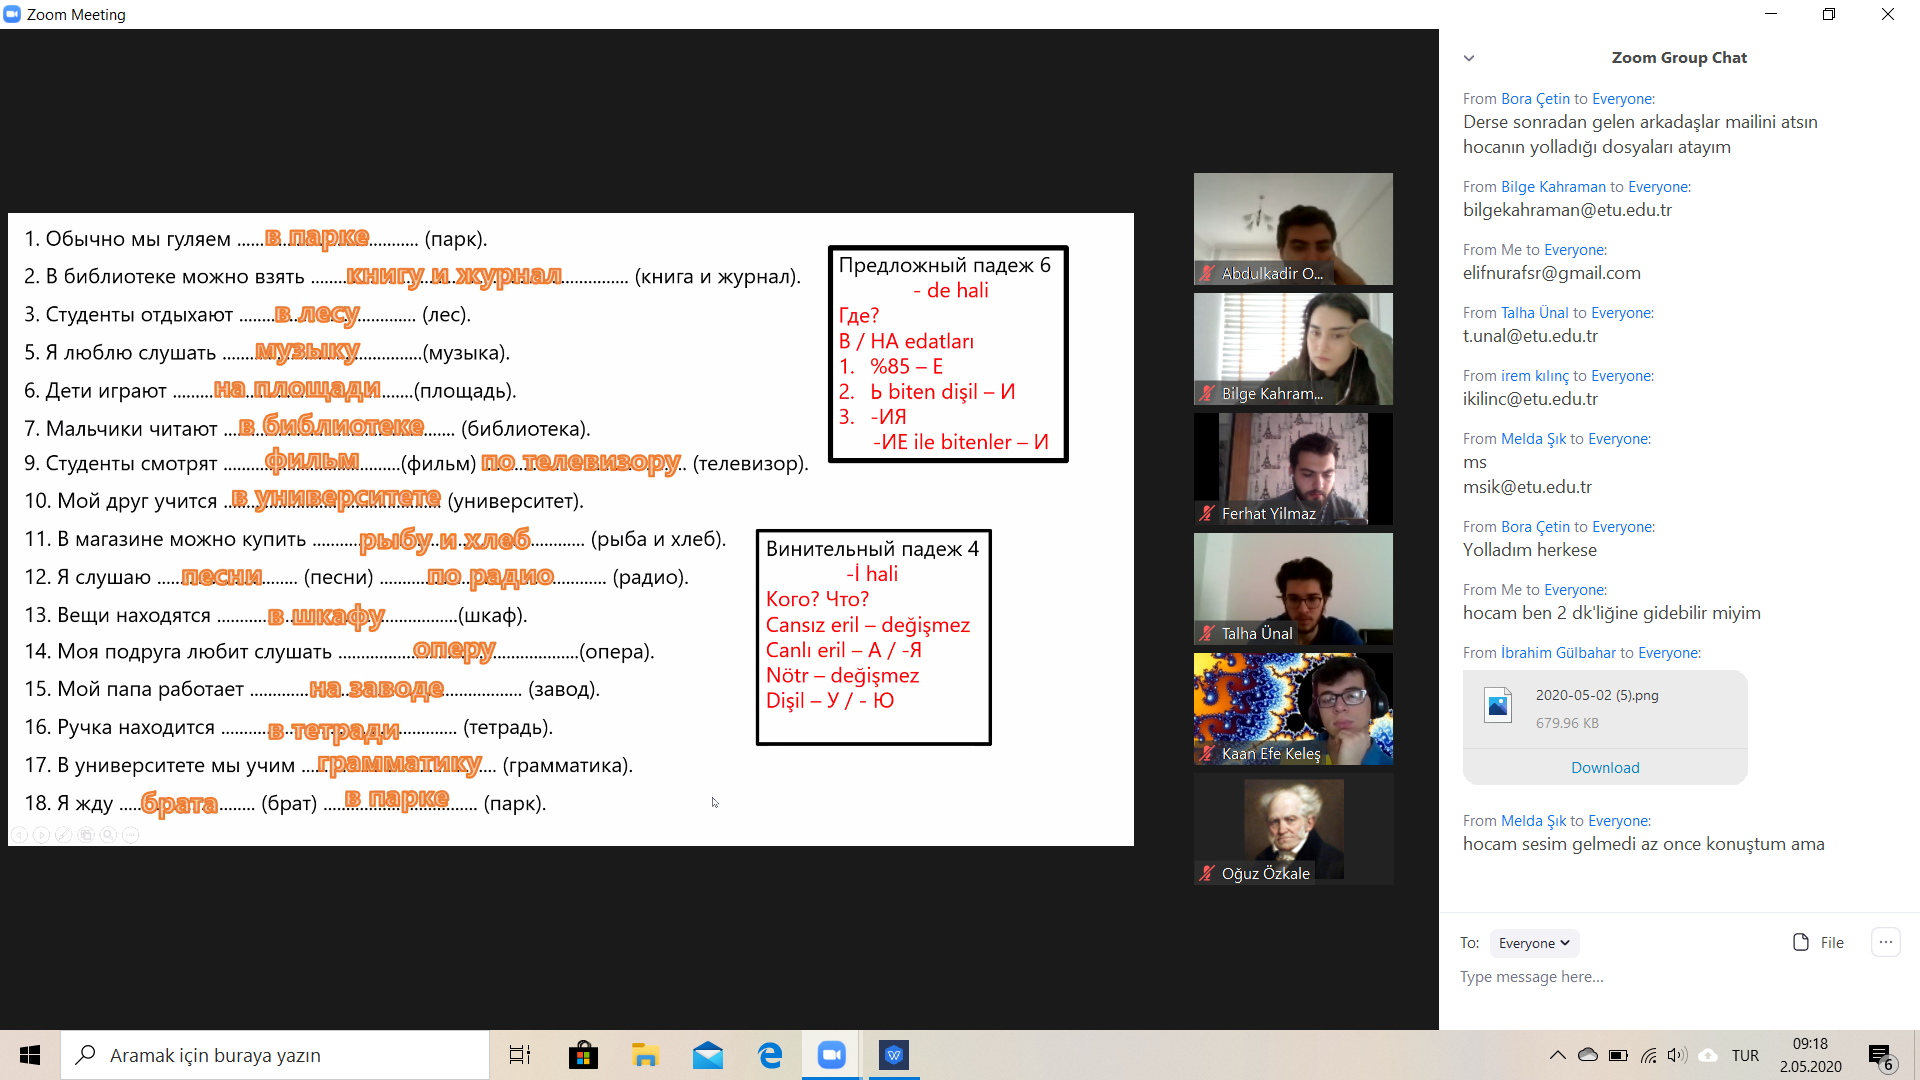 Zoom Meeting
1. Обычно мы гуляем ......в парке........... (парк).
2. В библиотеке можно взять .......книгу и журнал............ (книга и журнал).
3. Студенты отдыхают .......в лесу........... (лес).
5. Я люблю слушать ......музыку...........(музыка).
6. Дети играют ........на площади......(площадь).
7. Мальчики читают ...в библиотеке...... (библиотека).
9. Студенты смотрят .......фильм.......(фильм) по телевизору.. (телевизор).
10. Мой друг учится ..в университете (университет).
11. В магазине можно купить .........рыбу и хлеб.......... (рыба и хлеб).
12. Я слушаю .....песни...... (песни) .........по радио.......... (радио).
13. Вещи находятся ..........в шкафу.............(шкаф).
14. Моя подруга любит слушать ..............оперу...............(опера).
15. Мой папа работает ............на заводе............... (завод).
16. Ручка находится .........в тетради........... (тетрадь).
17. В университете мы учим ...грамматику... (грамматика).
18. Я жду .....брата....... (брат) ....в парке..... (парк).
Предложный падеж 6
- de hali
Где?
В / НА edatları
1. %85 – Е
2. Ь biten dişil – И
3. -ИЯ
-ИЕ ile bitenler – И
Винительный падеж 4
-İ hali
Кого? Что?
Cansız eril – değişmez
Canlı eril – А / -Я
Nötr – değişmez
Dişil – У / - Ю
Abdulkadir O...
Bilge Kahram...
Ferhat Yilmaz
Talha Ünal
Kaan Efe Keleş
Oğuz Özkale
Zoom Group Chat
From Bora Çetin to Everyone:
Derse sonradan gelen arkadaşlar mailini atsın
hocanın yolladığı dosyaları atayım
From Bilge Kahraman to Everyone:
bilgekahraman@etu.edu.tr
From Me to Everyone:
elifnurafsr@gmail.com
From Talha Ünal to Everyone:
t.unal@etu.edu.tr
From irem kılınç to Everyone:
ikilinc@etu.edu.tr
From Melda Şık to Everyone:
ms
msik@etu.edu.tr
From Bora Çetin to Everyone:
Yolladım herkese
From Me to Everyone:
hocam ben 2 dk'liğine gidebilir miyim
From İbrahim Gülbahar to Everyone:
2020-05-02 (5).png
679.96 KB
Download
From Melda Şık to Everyone:
hocam sesim gelmedi az once konuştum ama
To: Everyone File
Type message here...
Aramak için buraya yazın
TUR
09:18
2.05.2020
6